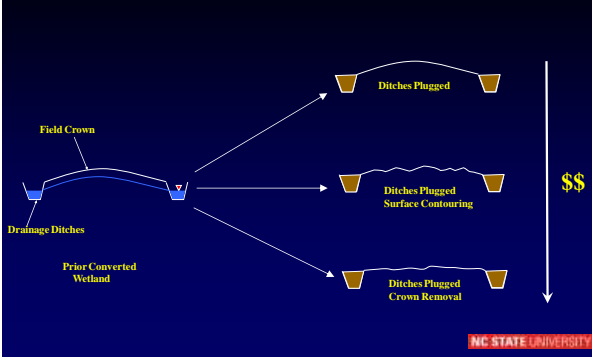 Ditches Plugged
Field Crown
Ditches Plugged
Surface Contouring
$$
Drainage Ditches
Prior Converted
Wetland
Ditches Plugged
Crown Removal
NC STATE UNIVERSITY